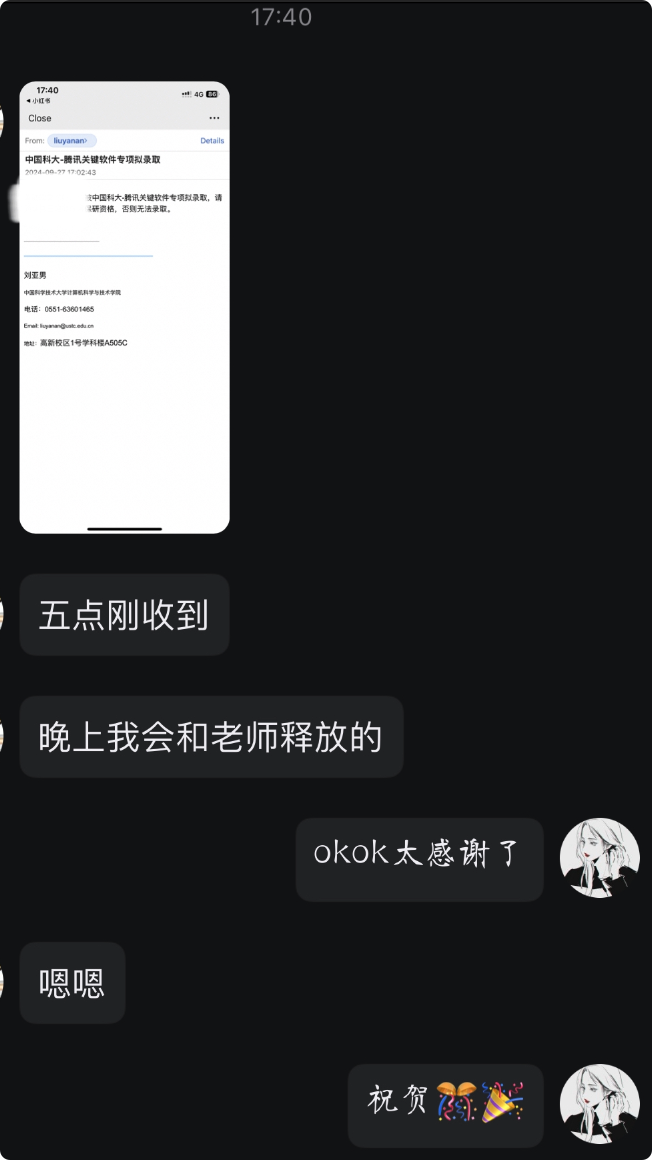 17:40
17:40
4G 86
小红书
Close
From: liuyanan
Details
中国科大-腾讯关键软件专项拟录取
2024-09-27 17:02:43
中国科大-腾讯关键软件专项拟录取,请
研资格,否则无法录取。
刘亚男
中国科学技术大学计算机科学与技术学院
电话:0551-63601465
Email: liuyanan@ustc.edu.cn
地址:高新校区1号学科楼A505C
五点刚收到
晚上我会和老师释放的
okok太感谢了
嗯嗯
祝贺🎊🎉